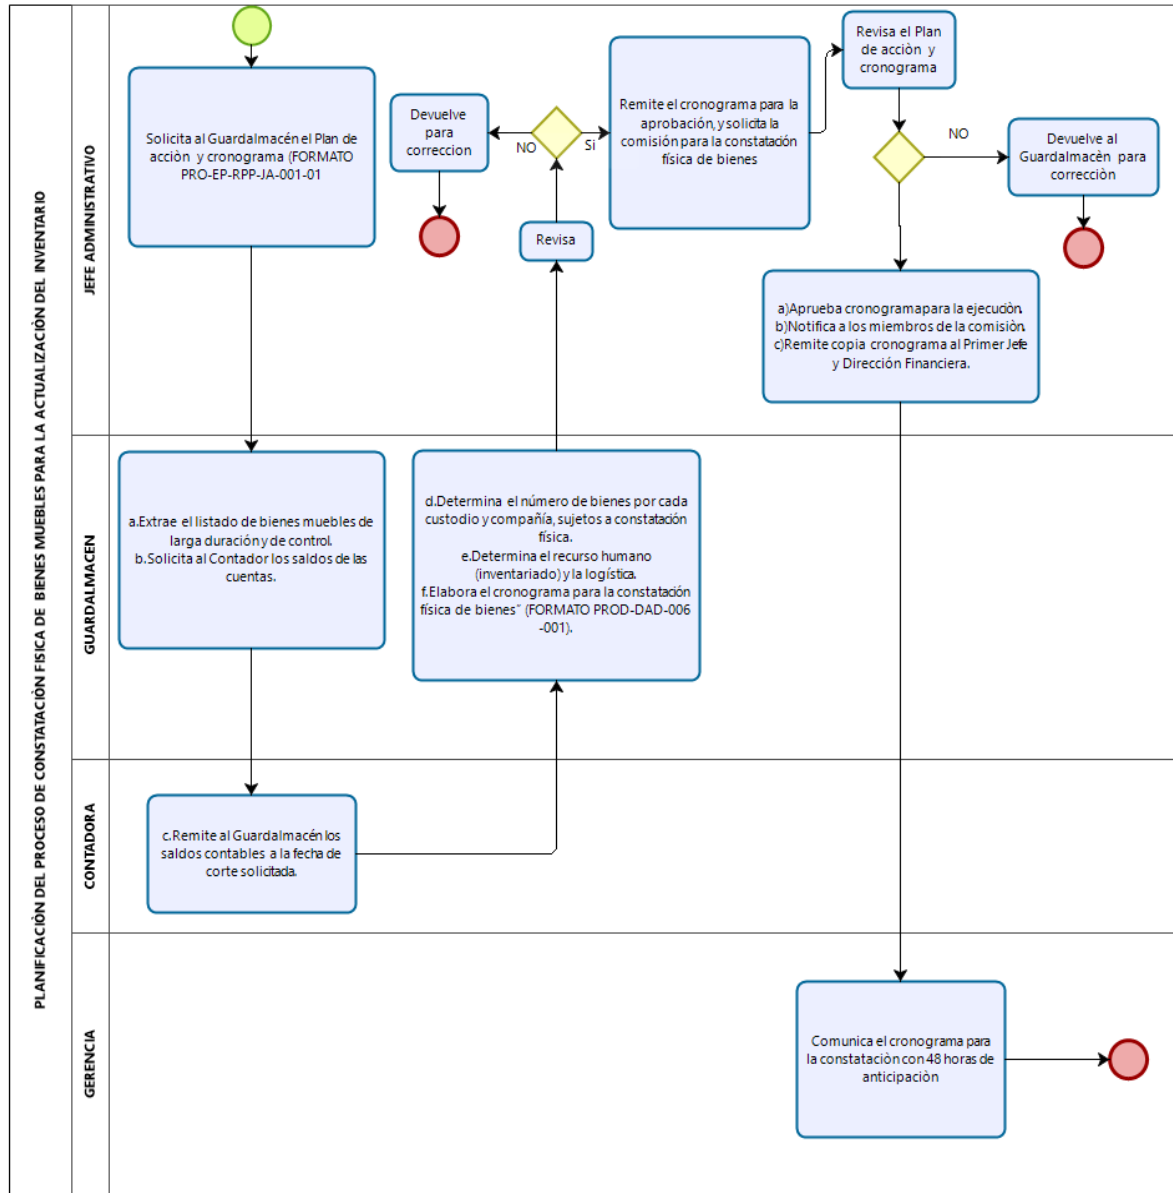 PLANIFICACIÒN DEL PROCESO DE CONSTATACIÒN FISICA DE BIENES MUEBLES PARA LA ACTUALIZACIÒN DEL INVENTARIO
JEFE ADMINISTRATIVO
Solicita al Guardalmacén el Plan de
acciòn y cronograma (FORMATO
PRO-EP-RPP-JA-001-01
Devuelve
para
correccion
NO
Si
Revisa
Remite el cronograma para la
aprobación, y solicita la
comisión para la constatación
física de bienes
Revisa el Plan
de acciòn y
cronograma
NO
Devuelve al
Guardalmacèn para
correcciòn
a)Aprueba cronogramapara la ejecuciòn.
b)Notifica a los miembros de la comisiòn.
c)Remite copia cronograma al Primer Jefe
y Dirección Financiera.
GUARDALMACEN
a.Extrae el listado de bienes muebles de
larga duración y de control.
b.Solicita al Contador los saldos de las
cuentas.
d.Determina el número de bienes por cada
custodio y compañía, sujetos a constatación
física.
e.Determina el recurso humano
(inventariado) y la logística.
f.Elabora el cronograma para la constatación
física de bienes” (FORMATO PROD-DAD-006
-001).
CONTADORA
c.Remite al Guardalmacén los
saldos contables a la fecha de
corte solicitada.
GERENCIA
Comunica el cronograma para
la constataciòn con 48 horas de
anticipaciòn